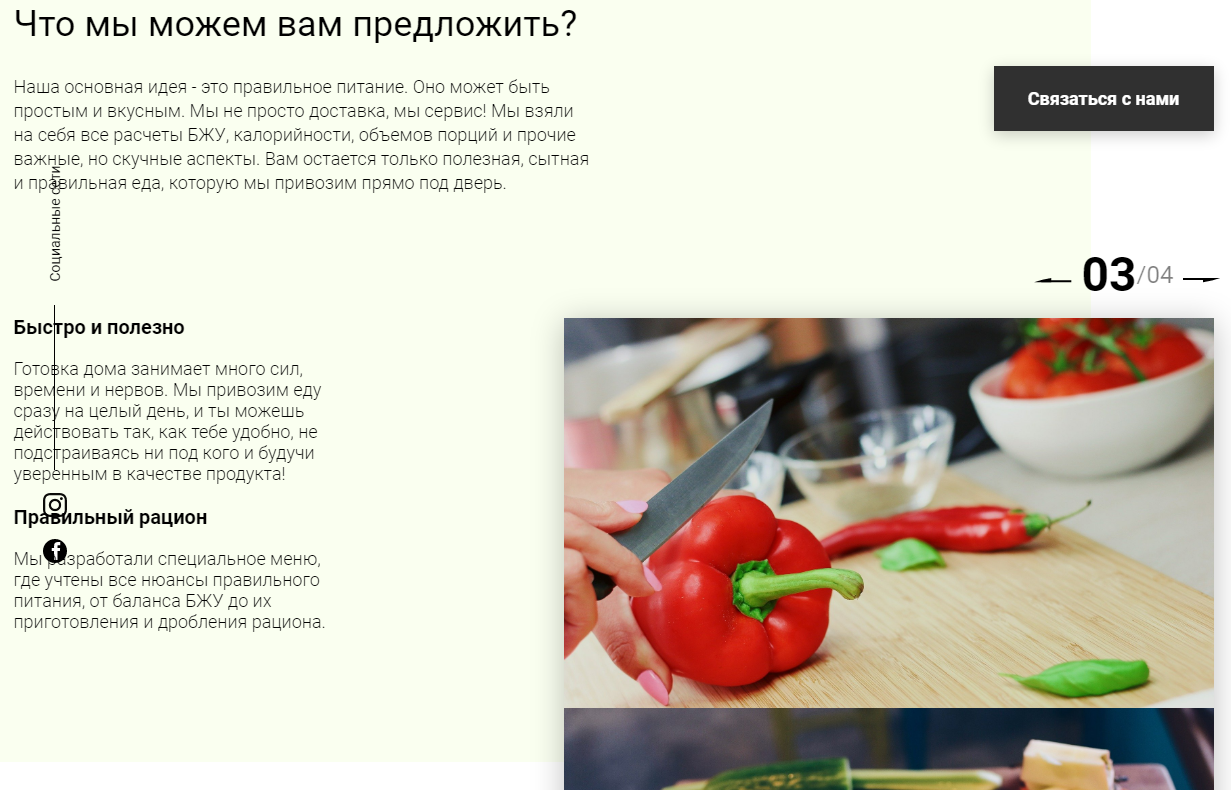 Что мы можем вам предложить?
Наша основная идея - это правильное питание. Оно может быть
простым и вкусным. Мы не просто доставка, мы сервис! Мы взяли
на себя все расчеты БЖУ, калорийности, объемов порций и прочие
важные, но скучные аспекты. Вам остается только полезная, сытная
и правильная еда, которую мы привозим прямо под дверь.
Связаться с нами
Социальные сети
03/04
Быстро и полезно
Готовка дома занимает много сил,
времени и нервов. Мы привозим еду
сразу на целый день, и ты можешь
действовать так, как тебе удобно, не
подстраиваясь ни под кого и будучи
уверенным в качестве продукта!
Правильный рацион
Мы разработали специальное меню,
где учтены все нюансы правильного
питания, от баланса БЖУ до их
приготовления и дробления рациона.